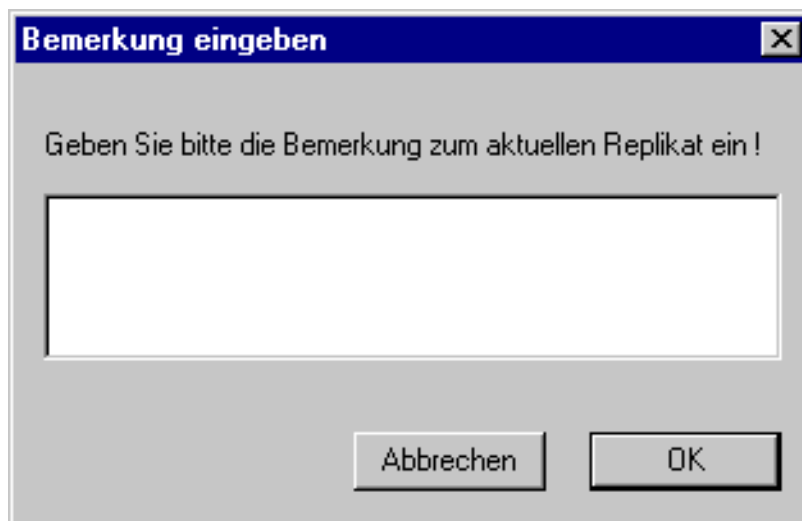 Bemerkung eingeben
Geben Sie bitte die Bemerkung zum aktuellen Replikat ein !
Abbrechen OK